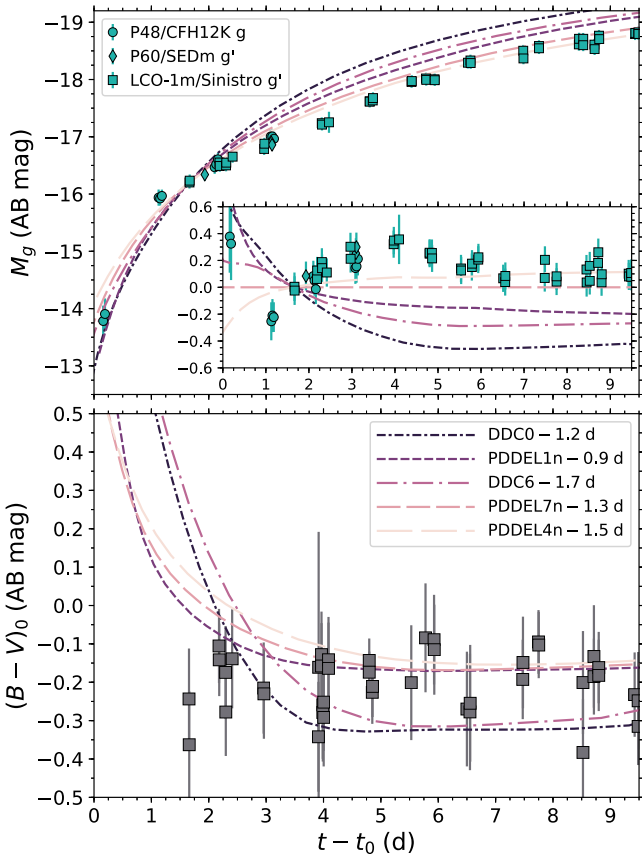 −19
−18
−17
−16
−15
−14
−13
M_g (AB mag)
P48/CFH12K g
P60/SEDm g'
LCO-1m/Sinistro g'
0.6
0.4
0.2
0.0
−0.2
−0.4
−0.6
0 1 2 3 4 5 6 7 8 9
0.5
0.4
0.3
0.2
0.1
0.0
−0.1
−0.2
−0.3
−0.4
−0.5
(B − V)_0 (AB mag)
DDC0 − 1.2 d
PDDEL1n − 0.9 d
DDC6 − 1.7 d
PDDEL7n − 1.3 d
PDDEL4n − 1.5 d
0 1 2 3 4 5 6 7 8 9
t − t_0 (d)